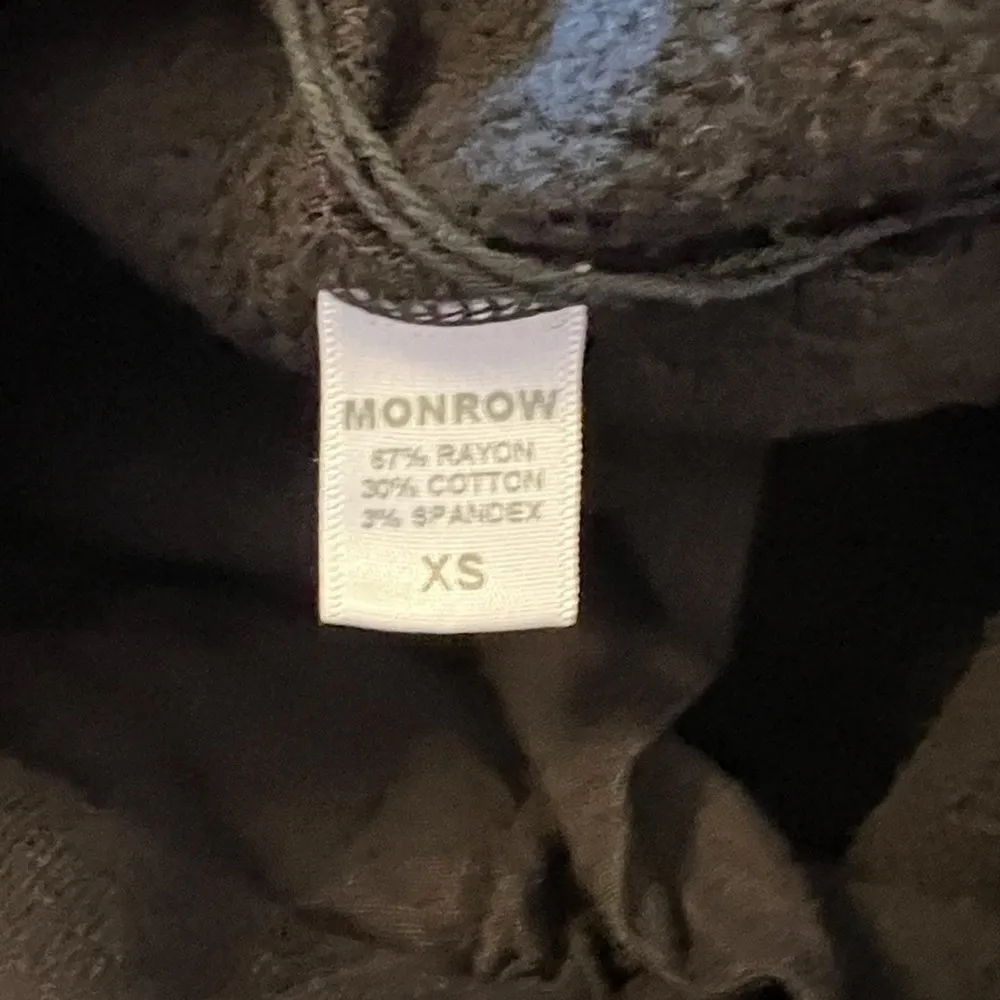 MONROW
67% RAYON
30% COTTON
3% SPANDEX
XS